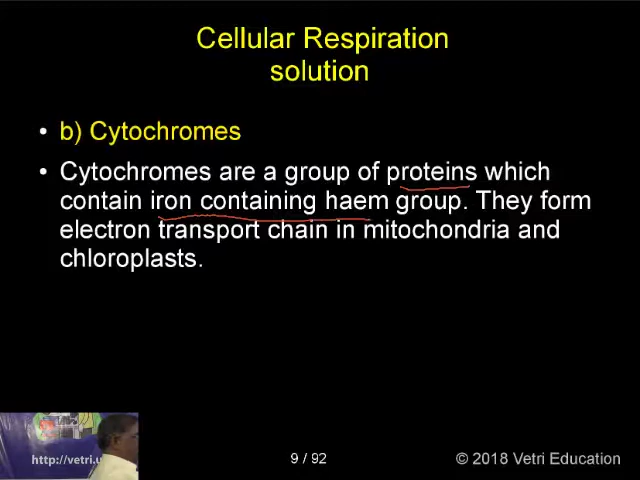 Cellular Respiration
solution
• b) Cytochromes
• Cytochromes are a group of proteins which
contain iron containing haem group. They form
electron transport chain in mitochondria and
chloroplasts.
http://vetri.
9 / 92
© 2018 Vetri Education